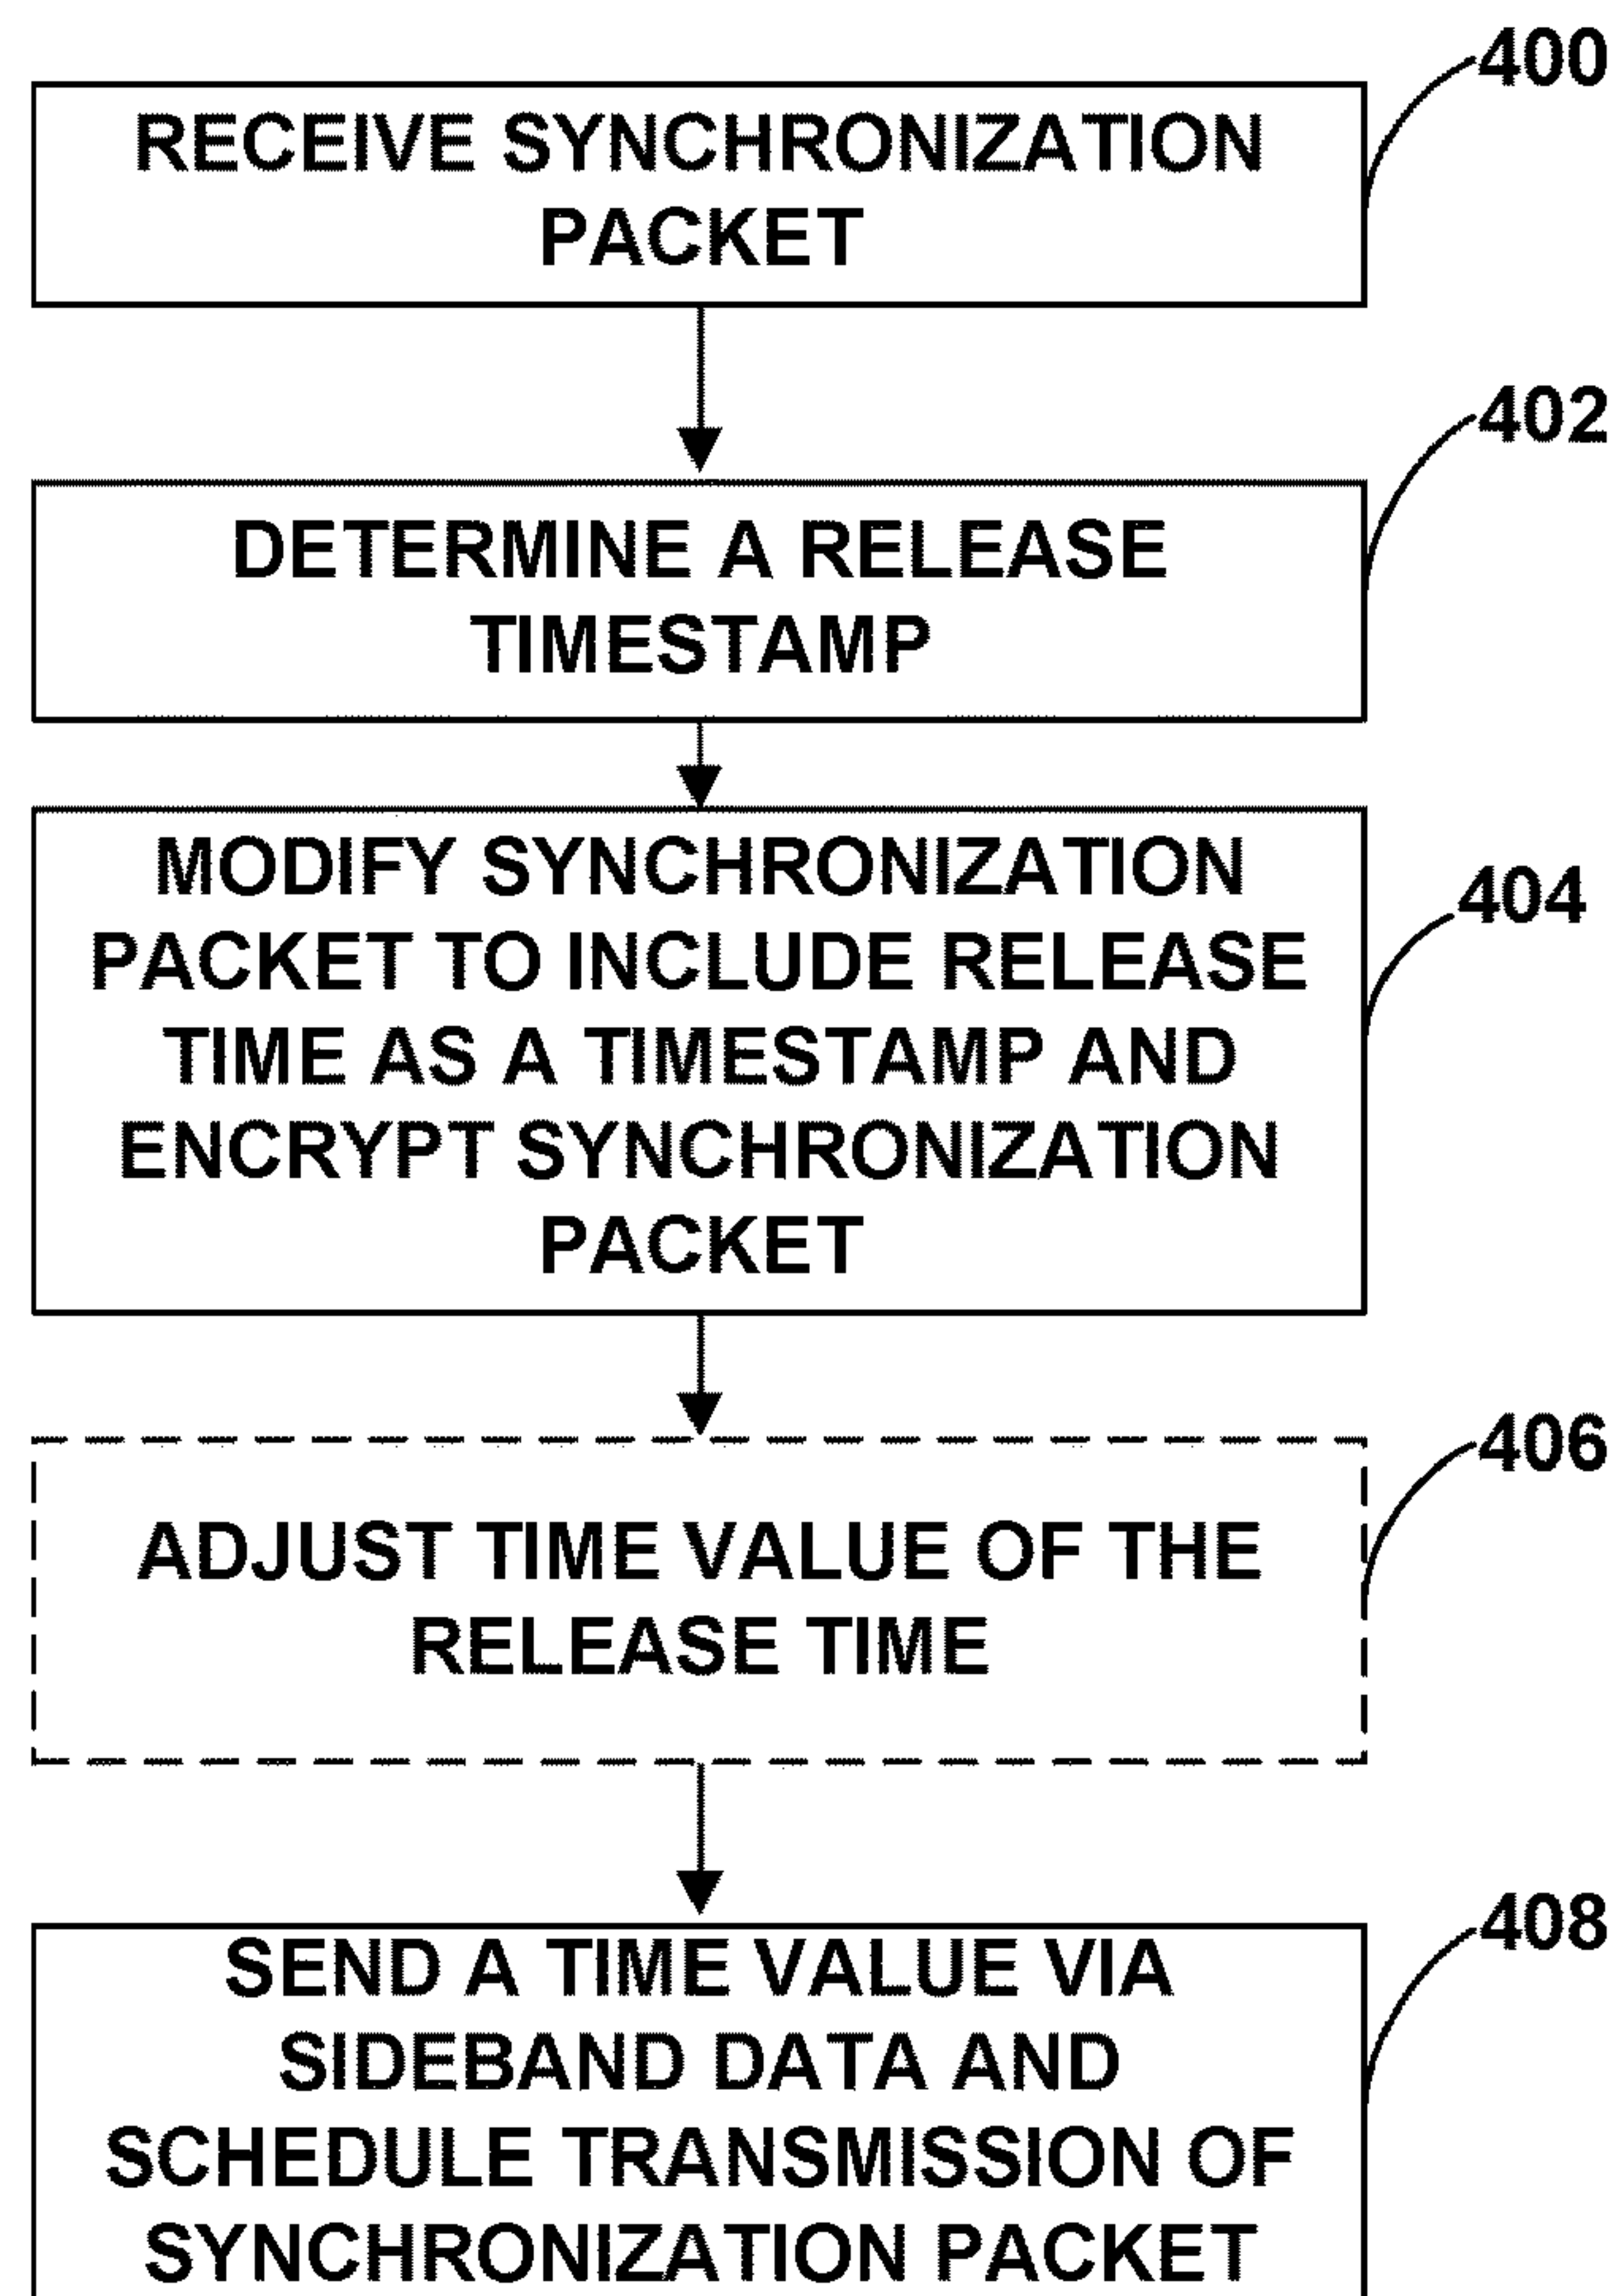 400
RECEIVE SYNCHRONIZATION
PACKET
402
DETERMINE A RELEASE
TIMESTAMP
404
MODIFY SYNCHRONIZATION
PACKET TO INCLUDE RELEASE
TIME AS A TIMESTAMP AND
ENCRYPT SYNCHRONIZATION
PACKET
406
ADJUST TIME VALUE OF THE
RELEASE TIME
408
SEND A TIME VALUE VIA
SIDEBAND DATA AND
SCHEDULE TRANSMISSION OF
SYNCHRONIZATION PACKET